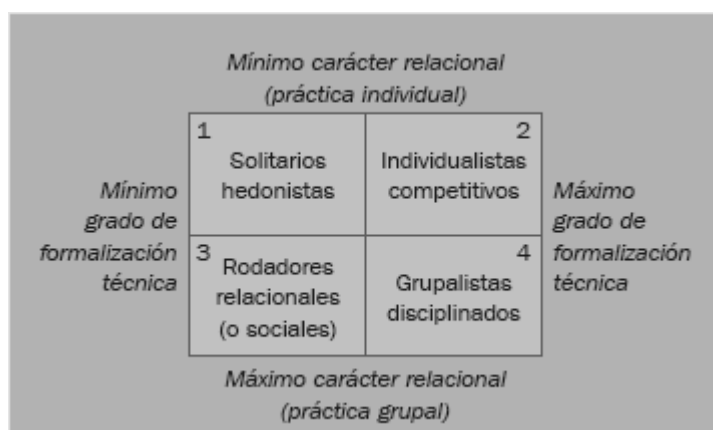 Mínimo carácter relacional
(práctica individual)
Mínimo
grado de
formalización
técnica
1
Solitarios
hedonistas
2
Individualistas
competitivos
3
Rodadores
relacionales
(o sociales)
4
Grupalistas
disciplinados
Máximo
grado de
formalización
técnica
Máximo carácter relacional
(práctica grupal)